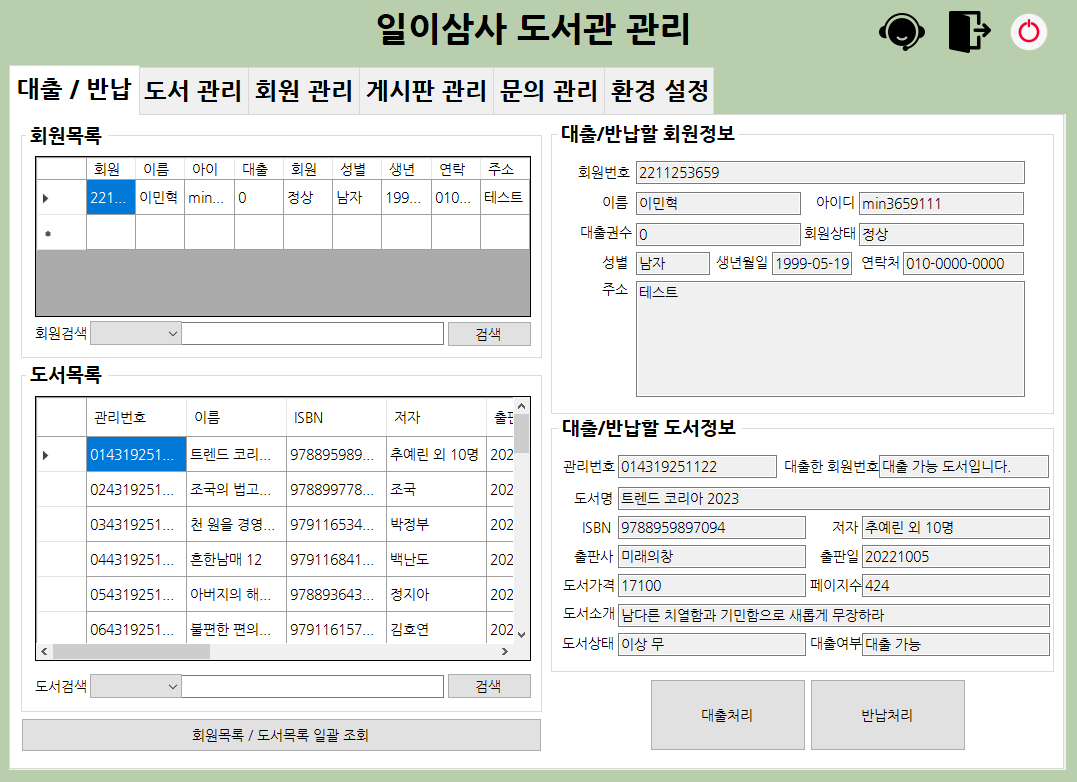 일이삼사 도서관 관리
대출 / 반납 도서 관리 회원 관리 게시판 관리 문의 관리 환경 설정
회원목록
회원 이름 아이 대출 회원 성별 생년 연락 주소
221... 이민혁 min... 0 정상 남자 199... 010... 테스트
회원검색 검색
도서목록
관리번호 이름 ISBN 저자 출판
014319251... 트렌드 코리... 978895989... 추예린 외 10명 202
024319251... 조국의 법고... 978899778... 조국 202
034319251... 천 원을 경영... 979116534... 박정부 202
044319251... 흔한남매 12 979116841... 백난도 202
054319251... 아버지의 해... 978893643... 정지아 202
064319251... 불편한 편의... 979116157... 김호연 202
도서검색 검색
회원목록 / 도서목록 일괄 조회
대출/반납할 회원정보
회원번호 2211253659
이름 이민혁 아이디 min3659111
대출권수 0 회원상태 정상
성별 남자 생년월일 1999-05-19 연락처 010-0000-0000
주소 테스트
대출/반납할 도서정보
관리번호 014319251122 대출한 회원번호 대출 가능 도서입니다.
도서명 트렌드 코리아 2023
ISBN 9788959897094 저자 추예린 외 10명
출판사 미래의창 출판일 20221005
도서가격 17100 페이지수 424
도서소개 남다른 치열함과 기민함으로 새롭게 무장하라
도서상태 이상 무 대출여부 대출 가능
대출처리 반납처리